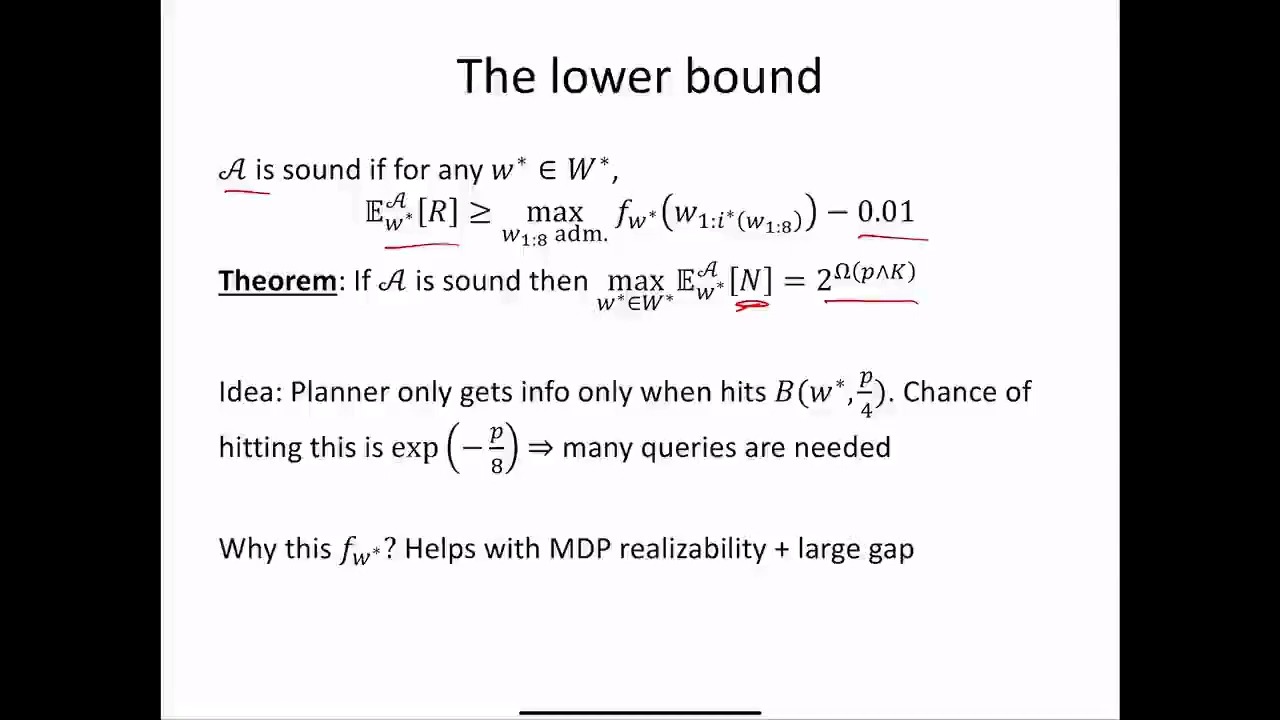 The lower bound
𝒜 is sound if for any w* ∈ W*,
𝔼^𝒜_{w*}[R] ≥ max_{w_{1:8} adm.} f_{w*}(w_{1:i*(w_{1:8})}) − 0.01
Theorem: If 𝒜 is sound then max_{w*∈W*} 𝔼^𝒜_{w*}[N] = 2^{Ω(p∧K)}
Idea: Planner only gets info only when hits B(w*, p/4). Chance of
hitting this is exp(−p/8) ⇒ many queries are needed
Why this f_{w*}? Helps with MDP realizability + large gap